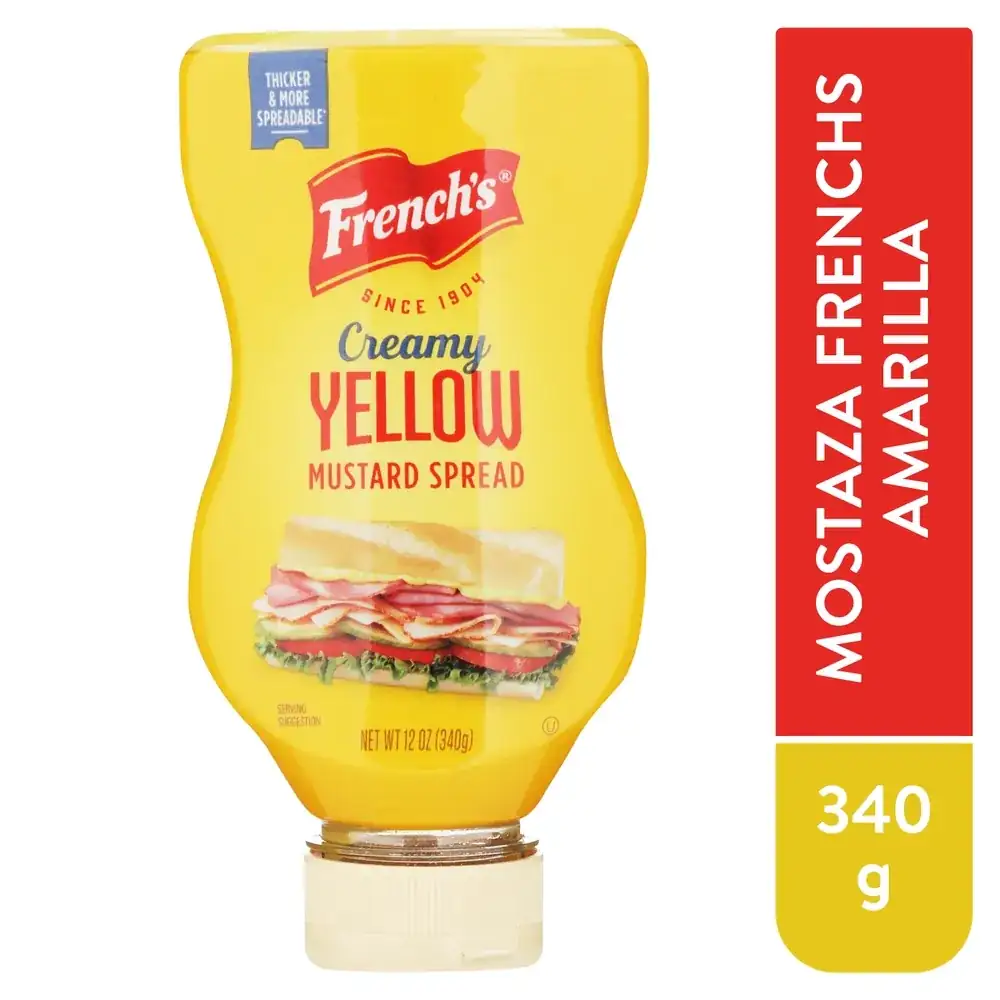 THICKER
& MORE
SPREADABLE*
French's®
SINCE 1904
Creamy
YELLOW
MUSTARD SPREAD
SERVING
SUGGESTION
NET WT 12 OZ (340g)
U
MOSTAZA FRENCHS
AMARILLA
340
g